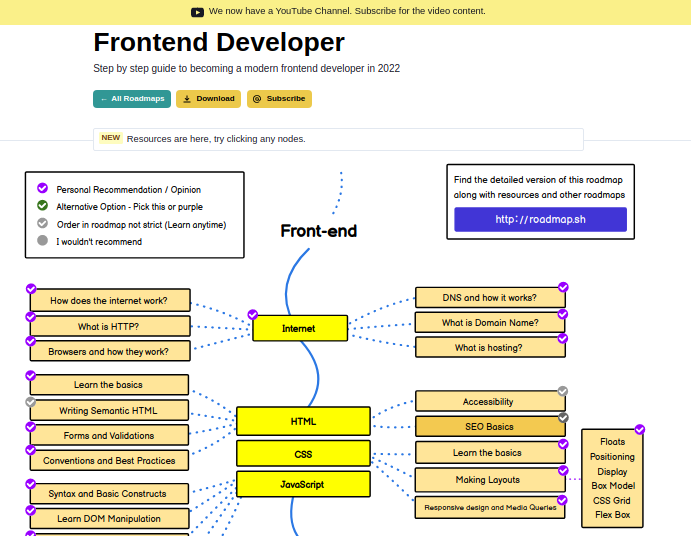 We now have a YouTube Channel. Subscribe for the video content.
Frontend Developer
Step by step guide to becoming a modern frontend developer in 2022
← All Roadmaps
Download
@ Subscribe
NEW Resources are here, try clicking any nodes.
Personal Recommendation / Opinion
Alternative Option - Pick this or purple
Order in roadmap not strict (Learn anytime)
I wouldn't recommend
Find the detailed version of this roadmap
along with resources and other roadmaps
http://roadmap.sh
Front-end
How does the internet work?
What is HTTP?
Browsers and how they work?
Internet
DNS and how it works?
What is Domain Name?
What is hosting?
Learn the basics
Writing Semantic HTML
Forms and Validations
Conventions and Best Practices
HTML
CSS
JavaScript
Accessibility
SEO Basics
Learn the basics
Making Layouts
Responsive design and Media Queries
Floats
Positioning
Display
Box Model
CSS Grid
Flex Box
Syntax and Basic Constructs
Learn DOM Manipulation